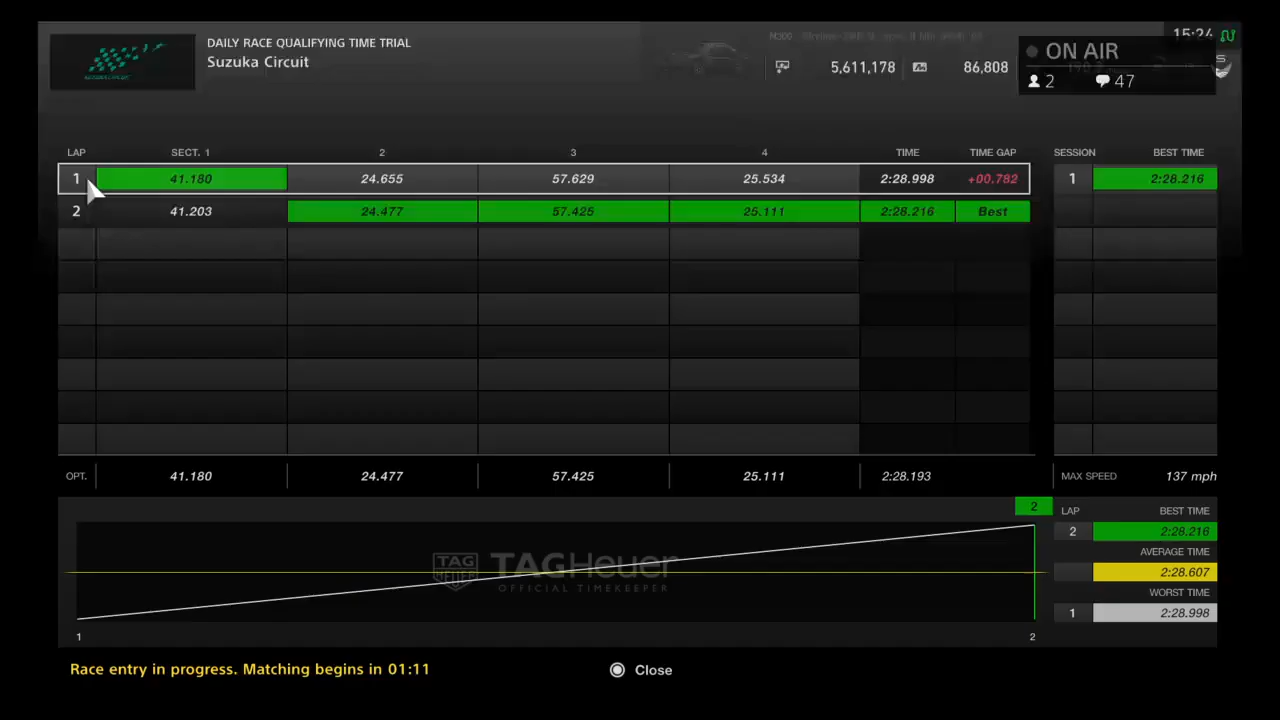 DAILY RACE QUALIFYING TIME TRIAL
Suzuka Circuit
15:24
5,611,178 86,808
ON AIR
2 47
LAP SECT. 1 2 3 4 TIME TIME GAP SESSION BEST TIME
1 41.180 24.655 57.629 25.534 2:28.998 +00.782 1 2:28.216
2 41.203 24.477 57.425 25.111 2:28.216 Best
OPT. 41.180 24.477 57.425 25.111 2:28.193 MAX SPEED 137 mph
2
LAP BEST TIME
2 2:28.216
AVERAGE TIME
2:28.607
WORST TIME
1 2:28.998
TAG HEUER TAGHeuer
OFFICIAL TIMEKEEPER
1 2
Race entry in progress. Matching begins in 01:11
Close